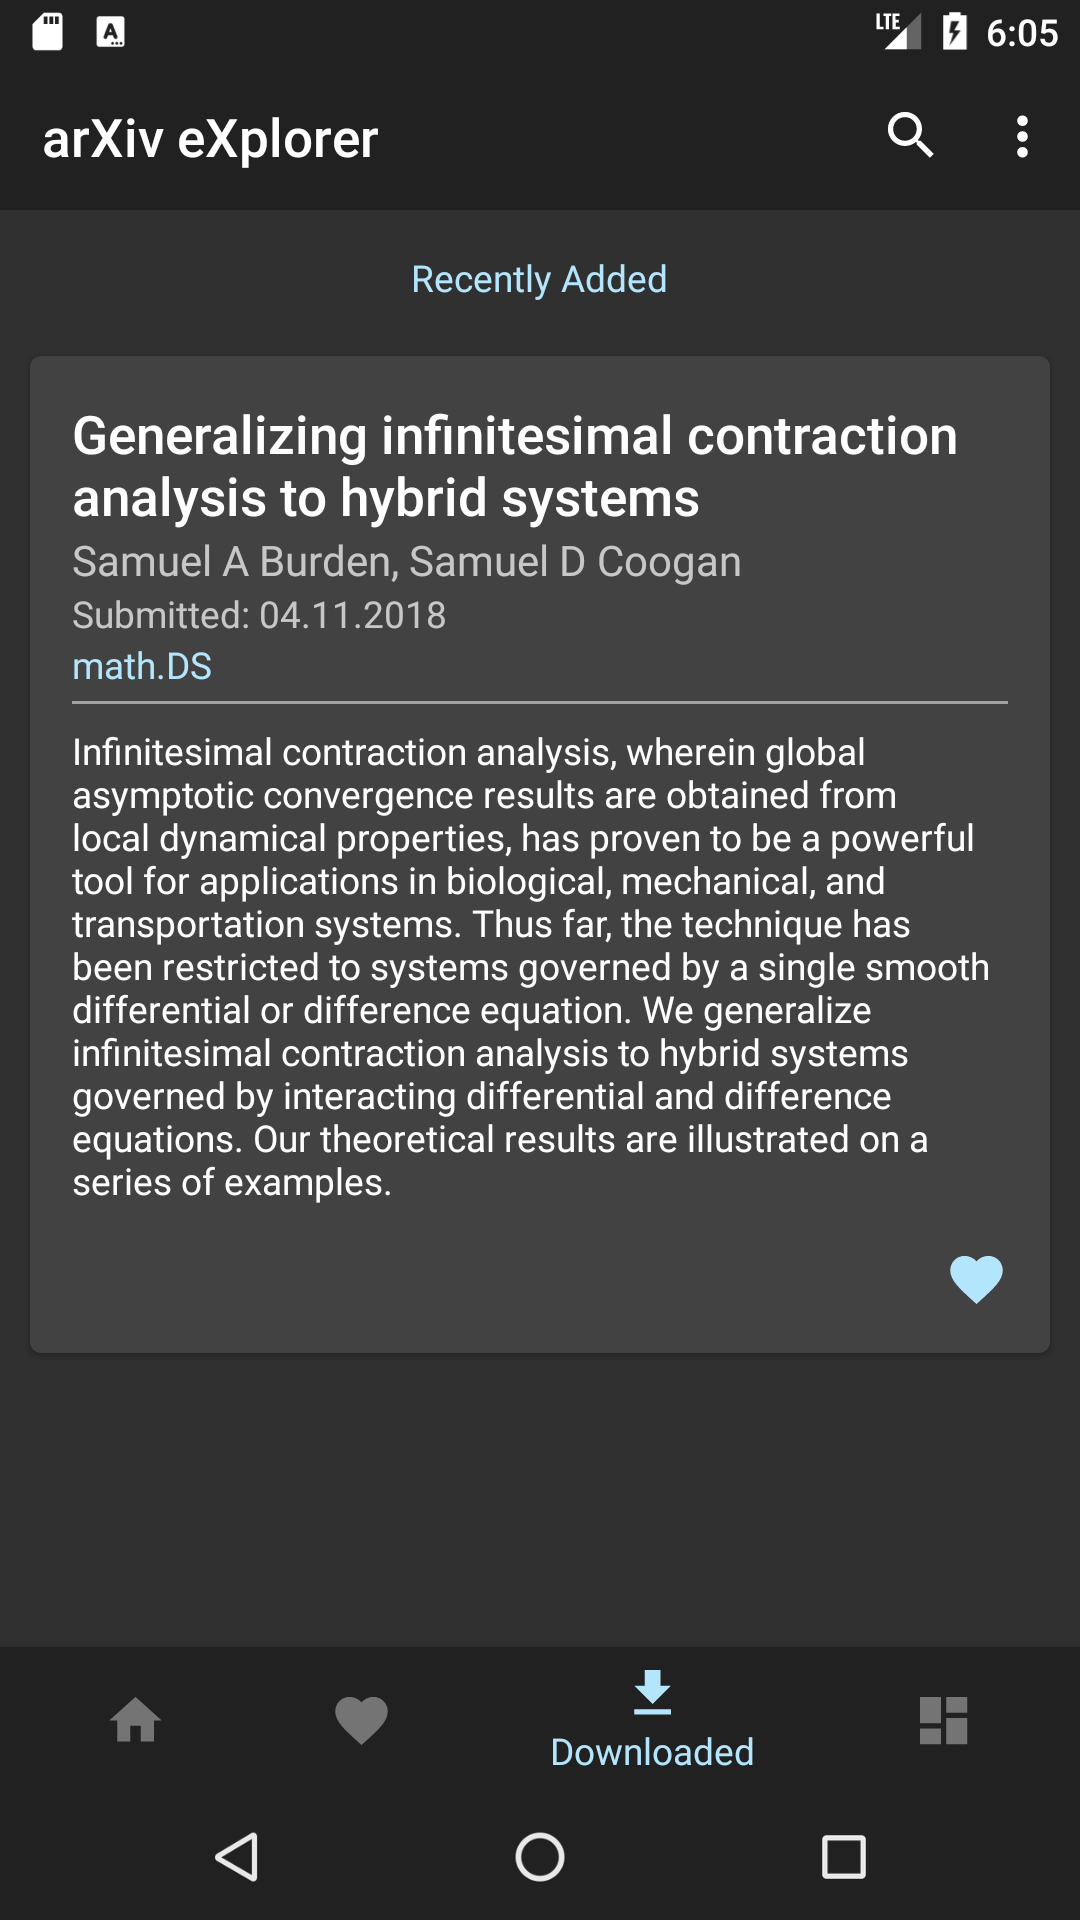 LTE 6:05
arXiv eXplorer
Recently Added
Generalizing infinitesimal contraction
analysis to hybrid systems
Samuel A Burden, Samuel D Coogan
Submitted: 04.11.2018
math.DS
Infinitesimal contraction analysis, wherein global
asymptotic convergence results are obtained from
local dynamical properties, has proven to be a powerful
tool for applications in biological, mechanical, and
transportation systems. Thus far, the technique has
been restricted to systems governed by a single smooth
differential or difference equation. We generalize
infinitesimal contraction analysis to hybrid systems
governed by interacting differential and difference
equations. Our theoretical results are illustrated on a
series of examples.
Downloaded